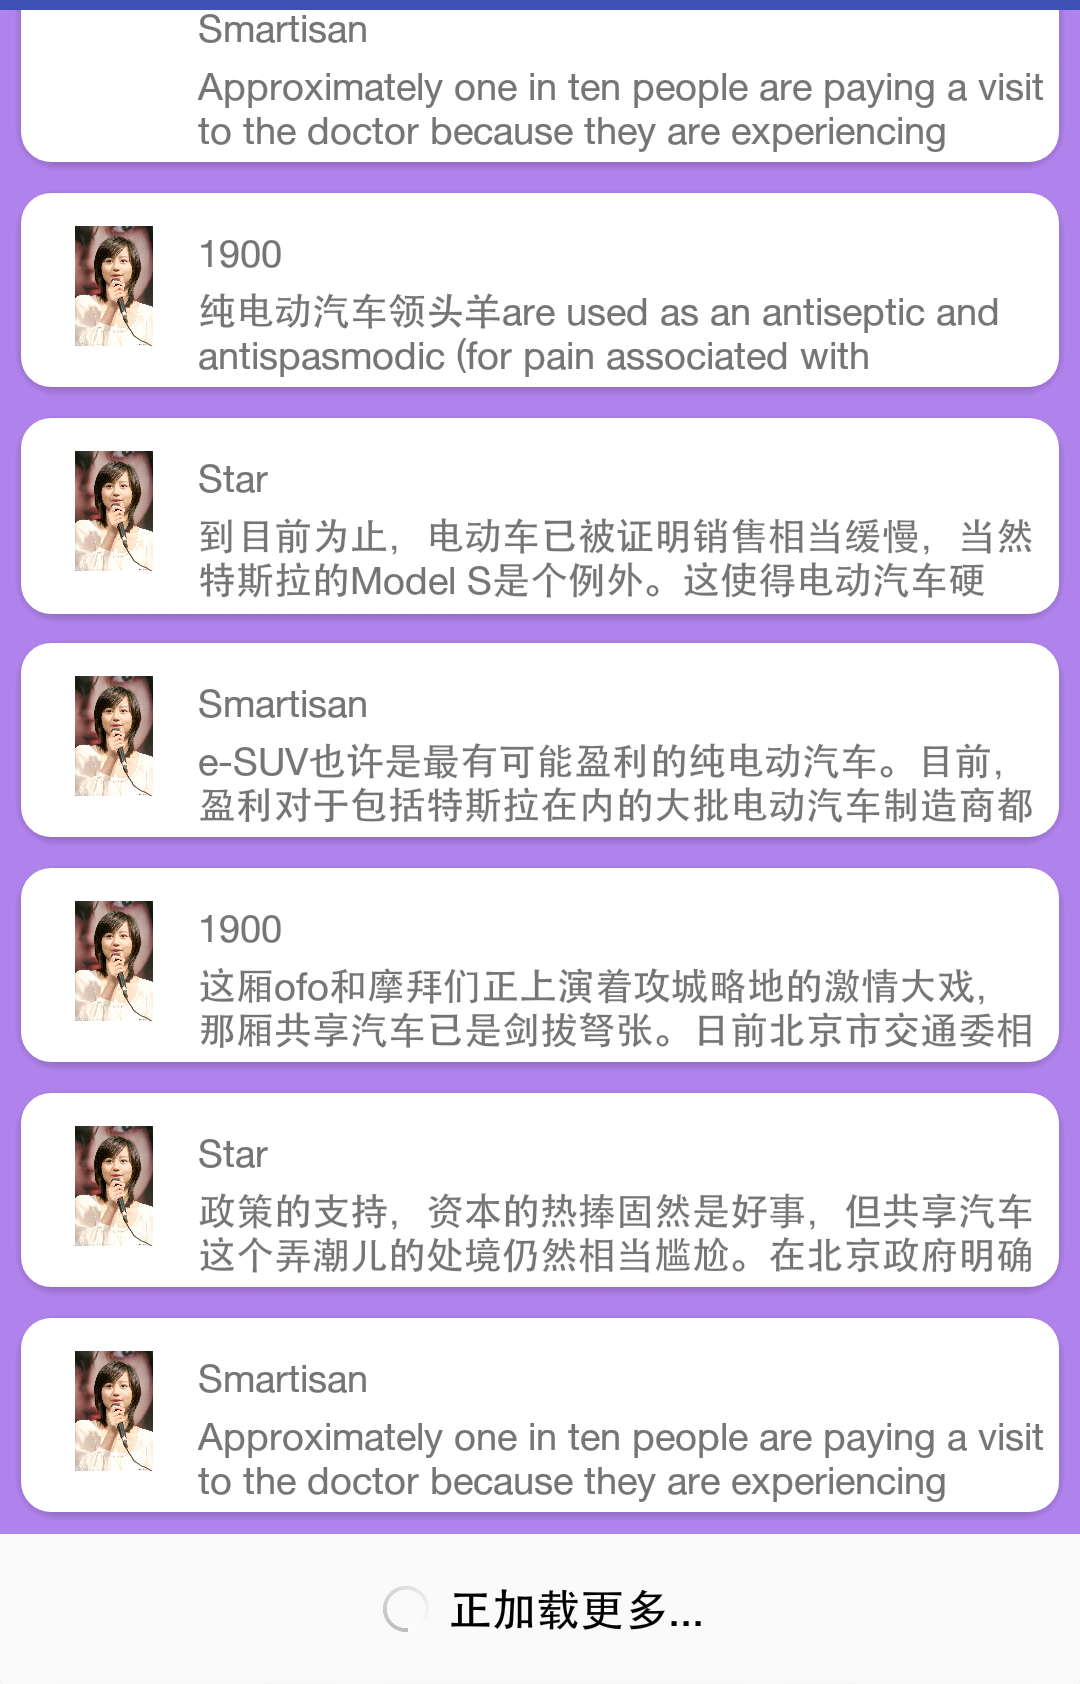 Smartisan
Approximately one in ten people are paying a visit
to the doctor because they are experiencing
1900
纯电动汽车领头羊are used as an antiseptic and
antispasmodic (for pain associated with
Star
到目前为止，电动车已被证明销售相当缓慢，当然
特斯拉的Model S是个例外。这使得电动汽车硬
Smartisan
e-SUV也许是最有可能盈利的纯电动汽车。目前，
盈利对于包括特斯拉在内的大批电动汽车制造商都
1900
这厢ofo和摩拜们正上演着攻城略地的激情大戏，
那厢共享汽车已是剑拔弩张。日前北京市交通委相
Star
政策的支持，资本的热捧固然是好事，但共享汽车
这个弄潮儿的处境仍然相当尴尬。在北京政府明确
Smartisan
Approximately one in ten people are paying a visit
to the doctor because they are experiencing
正加载更多...